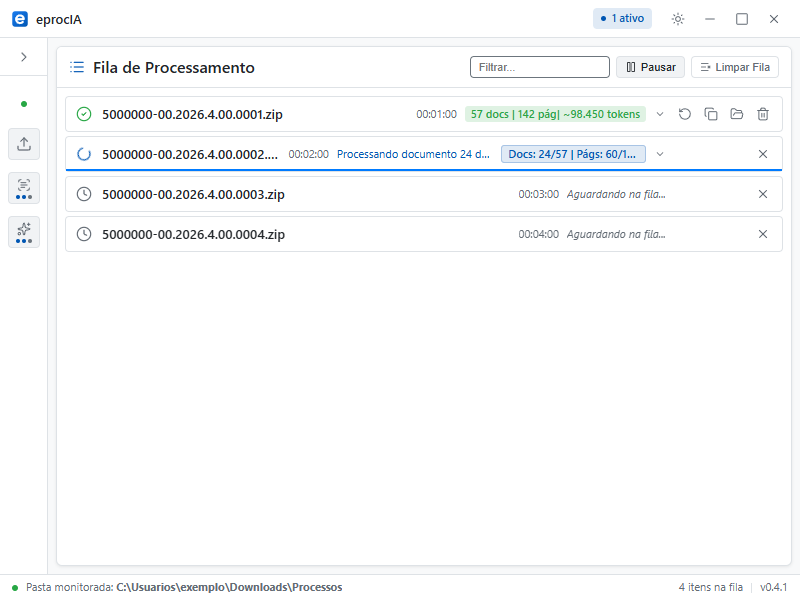 eprocIA
1 ativo
Fila de Processamento
Filtrar...
Pausar
Limpar Fila
5000000-00.2026.4.00.0001.zip 00:01:00 57 docs | 142 pág| ~98.450 tokens
5000000-00.2026.4.00.0002.... 00:02:00 Processando documento 24 d... Docs: 24/57 | Págs: 60/1...
5000000-00.2026.4.00.0003.zip 00:03:00 Aguardando na fila...
5000000-00.2026.4.00.0004.zip 00:04:00 Aguardando na fila...
Pasta monitorada: C:\Usuarios\exemplo\Downloads\Processos
4 itens na fila
v0.4.1